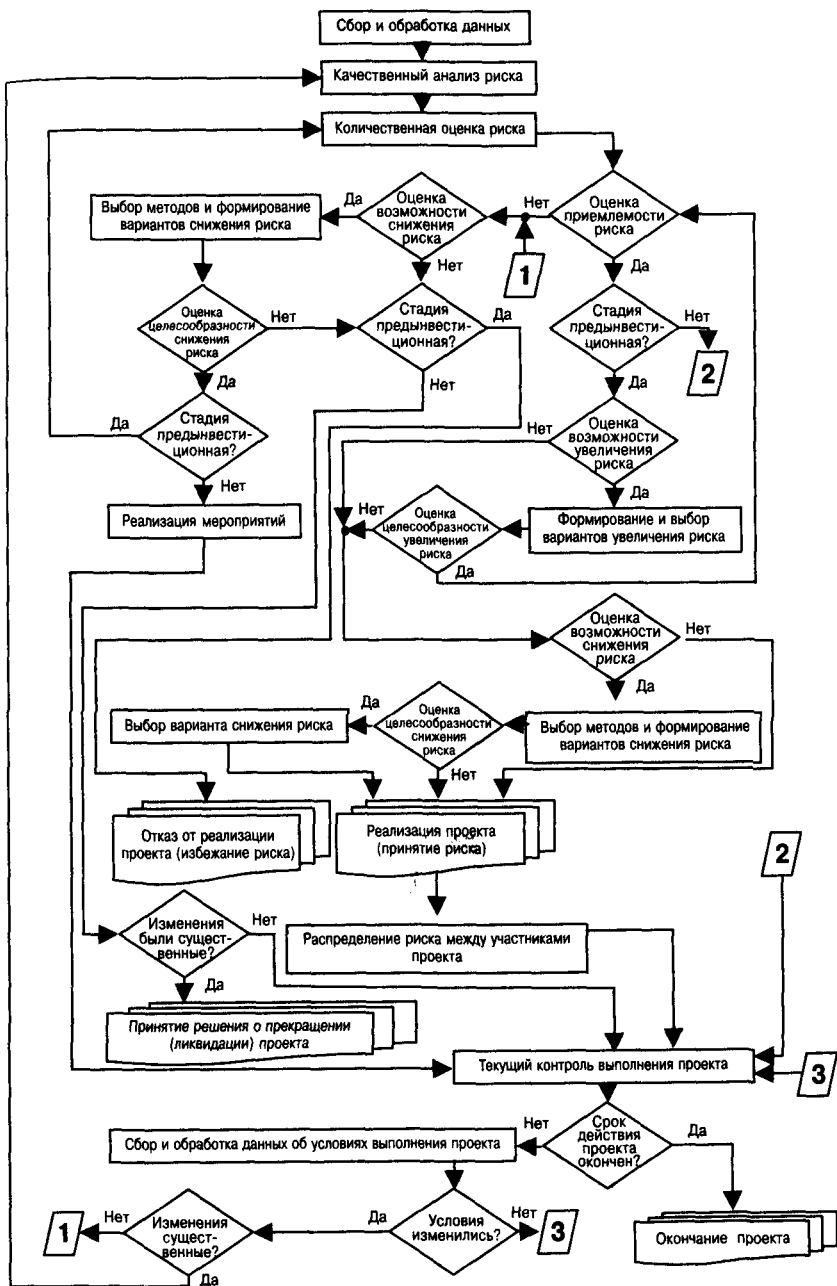 Сбор и обработка данных
Качественный анализ риска
Количественная оценка риска
Выбор методов и формирование
вариантов снижения риска
Да
Оценка
возможности
снижения
риска
Нет
Оценка
приемлемости
риска
1
Нет
Да
Оценка
целесообразности
снижения
риска
Нет
Стадия
предынвести-
ционная?
Да
Стадия
предынвести-
ционная?
Нет
2
Да
Нет
Да
Да
Стадия
предынвести-
ционная?
Нет
Нет
Оценка
возможности
увеличения
риска
Да
Реализация мероприятий
Нет
Оценка
целесообразности
увеличения
риска
Формирование и выбор
вариантов увеличения риска
Да
Оценка
возможности
снижения
риска
Нет
Да
Выбор варианта снижения риска
Да
Оценка
целесообразности
снижения
риска
Выбор методов и формирование
вариантов снижения риска
Нет
Отказ от реализации
проекта (избежание риска)
Реализация проекта
(принятие риска)
2
Изменения
были сущест-
венные?
Нет
Распределение риска между участниками
проекта
Да
Принятие решения о прекращении
(ликвидации) проекта
Текущий контроль выполнения проекта
3
Сбор и обработка данных об условиях выполнения проекта
Нет
Срок
действия
проекта
окончен?
Да
1
Нет
Изменения
сущест-
венные?
Да
Условия
изменились?
Нет
3
Окончание проекта
Да